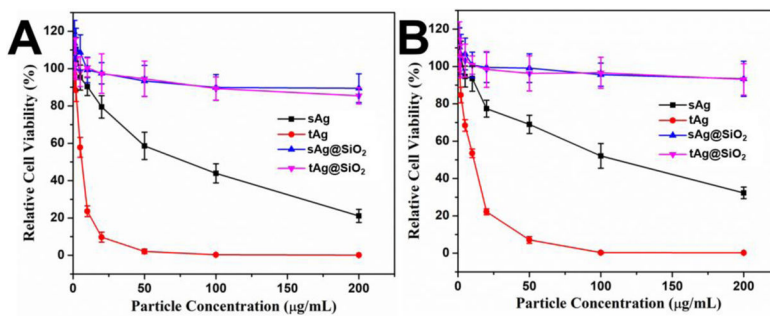 A
Relative Cell Viability (%)
120
100
80
60
40
20
0
sAg
tAg
sAg@SiO₂
tAg@SiO₂
0
50
100
150
200
Particle Concentration (μg/mL)
B
Relative Cell Viability (%)
120
100
80
60
40
20
0
sAg
tAg
sAg@SiO₂
tAg@SiO₂
0
50
100
150
200
Particle Concentration (μg/mL)